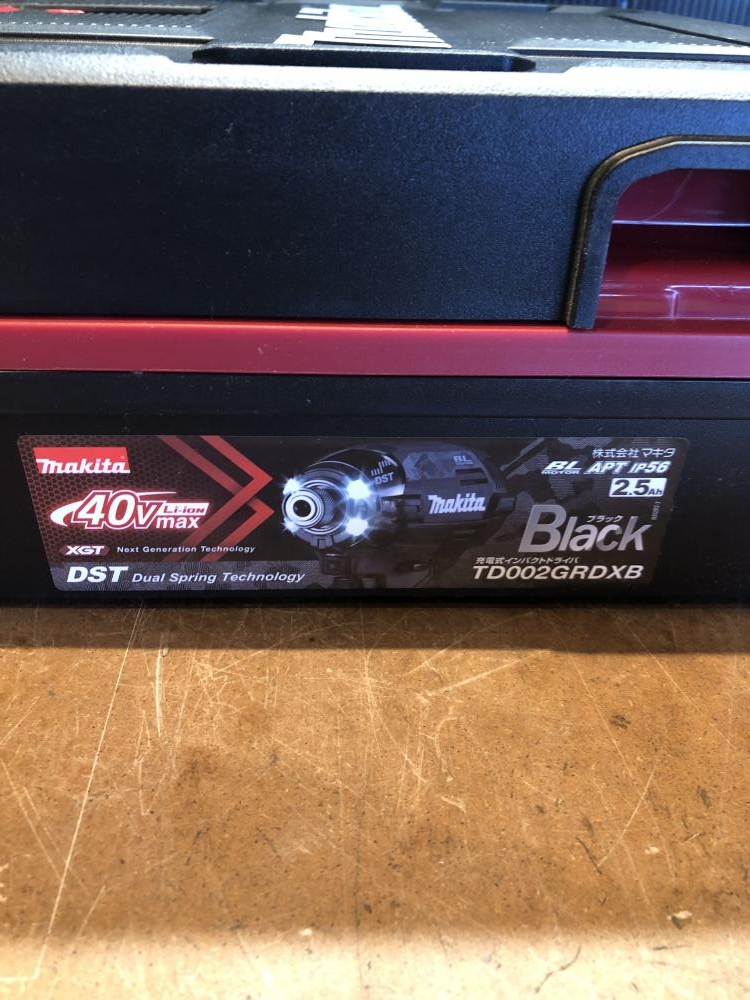 makita
40Vmax Li-ion
XGT Next Generation Technology
DST Dual Spring Technology
DST
BL
makita
株式会社マキタ
BL MOTOR APT IP56
2.5Ah
ブラック
Black
充電式インパクトドライバ
TD002GRDXB